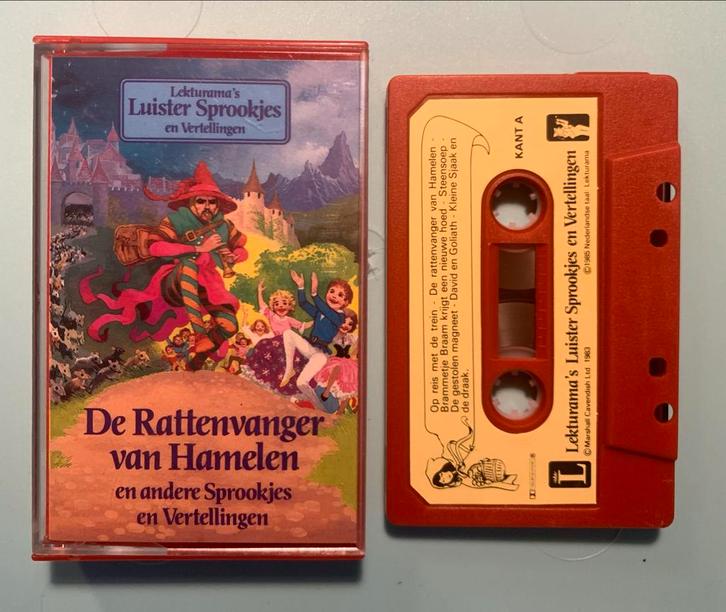 Lekturama's
Luister Sprookjes
en Vertellingen
De Rattenvanger
van Hamelen
en andere Sprookjes
en Vertellingen
KANT A
Op reis met de trein - De rattenvanger van Hamelen -
Brammetje Braam krijgt een nieuwe hoed - Steensoep -
De gestolen magneet - David en Goliath - Kleine Sjaak en
de draak.
L
Lekturama's Luister Sprookjes en Vertellingen
©Marshall Cavendish Ltd 1983 ©1985 Nederlandse taal: Lekturama